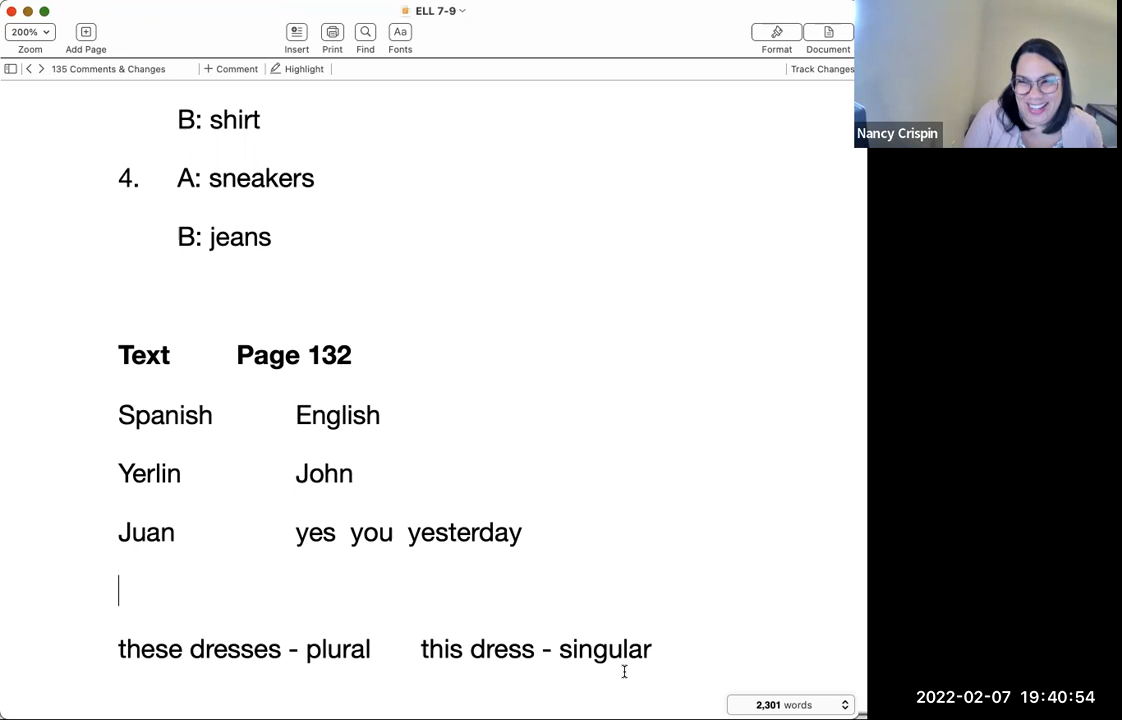 ELL 7-9
200%
Zoom Add Page Insert Print Find Fonts Format Document
135 Comments & Changes + Comment Highlight Track Changes
Nancy Crispin
B: shirt
4. A: sneakers
B: jeans
Text Page 132
Spanish English
Yerlin John
Juan yes you yesterday
these dresses - plural this dress - singular
2,301 words
2022-02-07 19:40:54